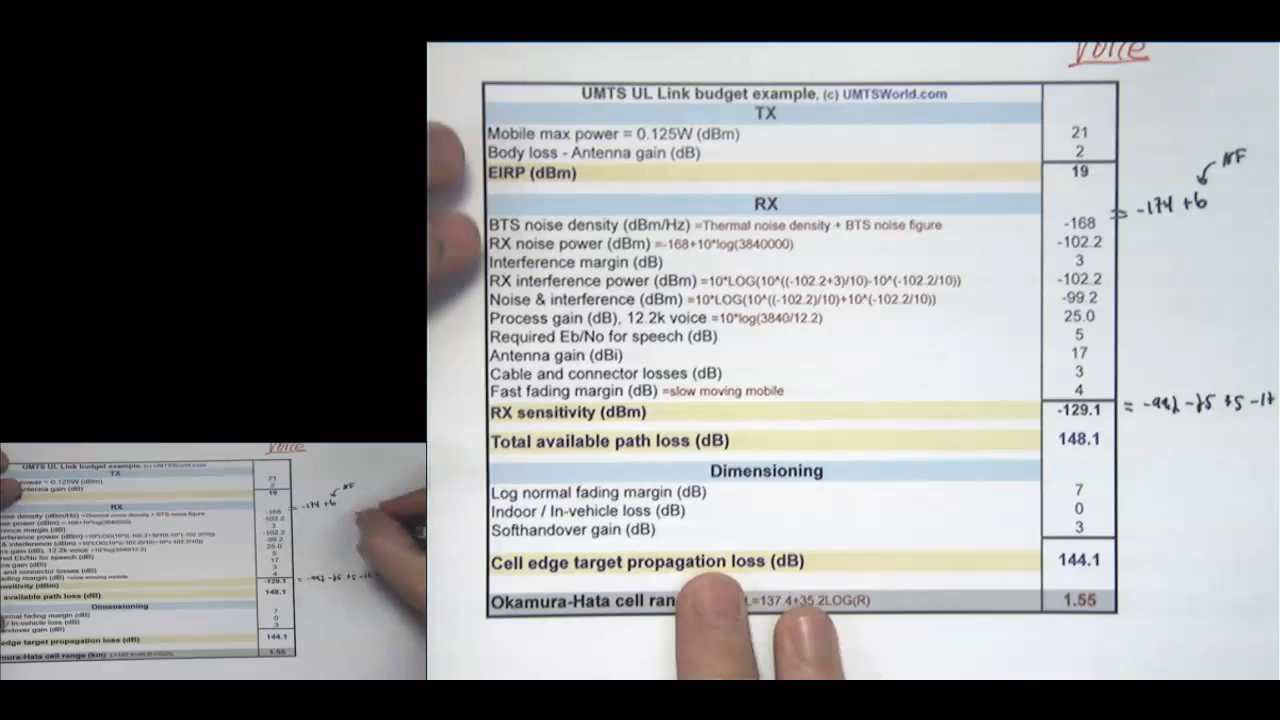 Voice
UMTS UL Link budget example, (c) UMTSWorld.com
TX
Mobile max power = 0.125W (dBm) 21
Body loss - Antenna gain (dB) 2
EIRP (dBm) 19
NF
RX
= -174 +6
BTS noise density (dBm/Hz) =Thermal noise density + BTS noise figure -168
RX noise power (dBm) =-168+10*log(3840000) -102.2
Interference margin (dB) 3
RX interference power (dBm) =10*LOG(10^((-102.2+3)/10)-10^(-102.2/10)) -102.2
Noise & interference (dBm) =10*LOG(10^((-102.2)/10)+10^(-102.2/10)) -99.2
Process gain (dB), 12.2k voice =10*log(3840/12.2) 25.0
Required Eb/No for speech (dB) 5
Antenna gain (dBi) 17
Cable and connector losses (dB) 3
Fast fading margin (dB) =slow moving mobile 4
RX sensitivity (dBm) -129.1 = -992 -25 +5 -17
Total available path loss (dB) 148.1
Dimensioning
Log normal fading margin (dB) 7
Indoor / In-vehicle loss (dB) 0
Softhandover gain (dB) 3
Cell edge target propagation loss (dB) 144.1
Okamura-Hata cell ran L=137.4+35.2LOG(R) 1.55